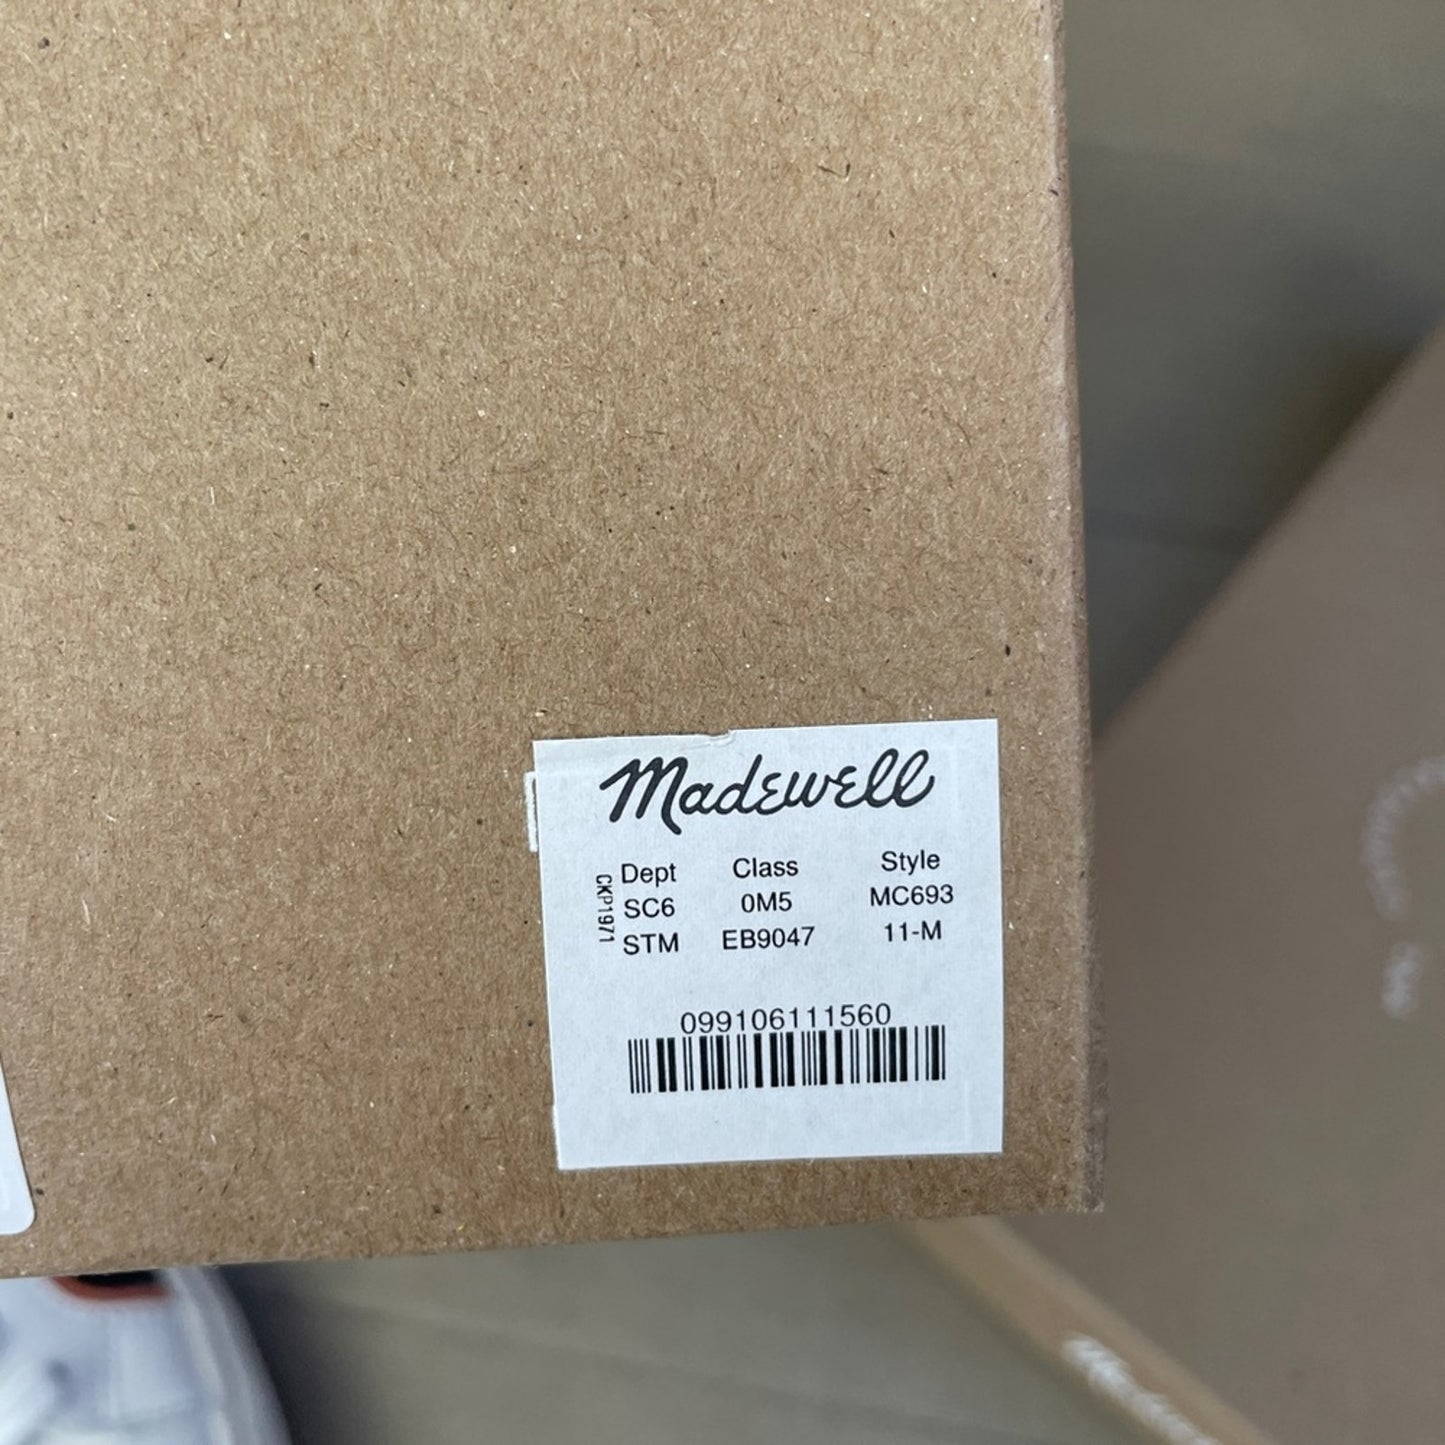 Madewell
Dept Class Style
SC6 0M5 MC693
STM EB9047 11-M
CKP1971
099106111560